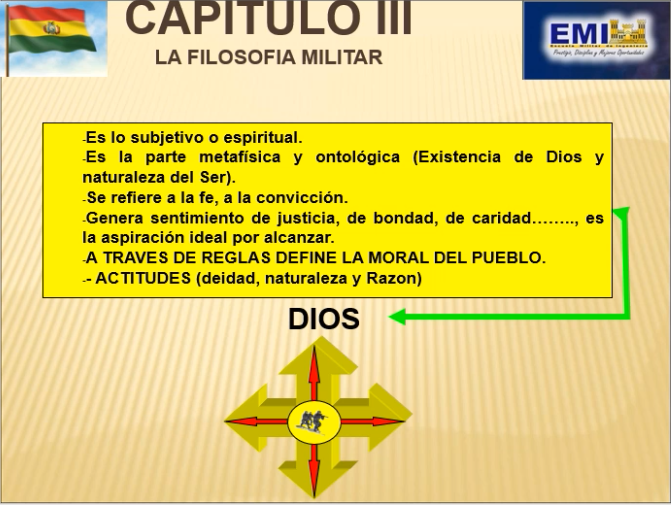 CAPITULO III
LA FILOSOFIA MILITAR
EMI
Escuela Militar de Ingeniería
Prestigio, Disciplina y Mejores Oportunidades
-Es lo subjetivo o espiritual.
-Es la parte metafísica y ontológica (Existencia de Dios y
naturaleza del Ser).
-Se refiere a la fe, a la convicción.
-Genera sentimiento de justicia, de bondad, de caridad…….., es
la aspiración ideal por alcanzar.
-A TRAVES DE REGLAS DEFINE LA MORAL DEL PUEBLO.
-- ACTITUDES (deidad, naturaleza y Razon)
DIOS